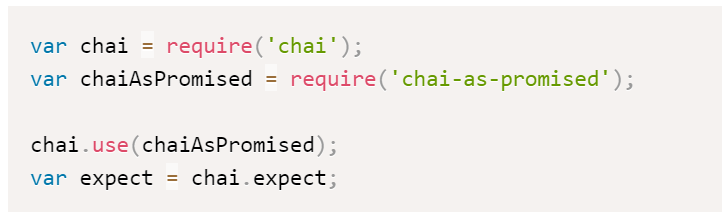 var chai = require('chai');
var chaiAsPromised = require('chai-as-promised');
chai.use(chaiAsPromised);
var expect = chai.expect;